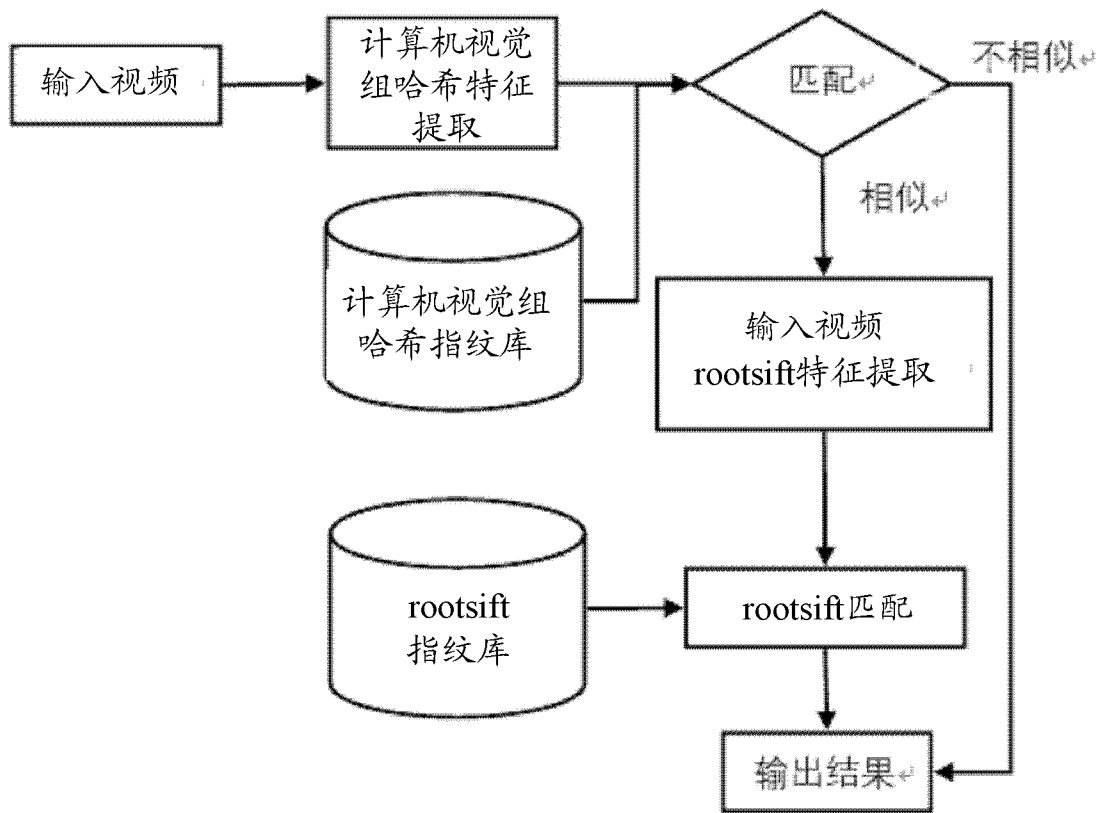 输入视频
计算机视觉
组哈希特征
提取
匹配
不相似
相似
计算机视觉组
哈希指纹库
输入视频
rootsift特征提取
rootsift
指纹库
rootsift匹配
输出结果